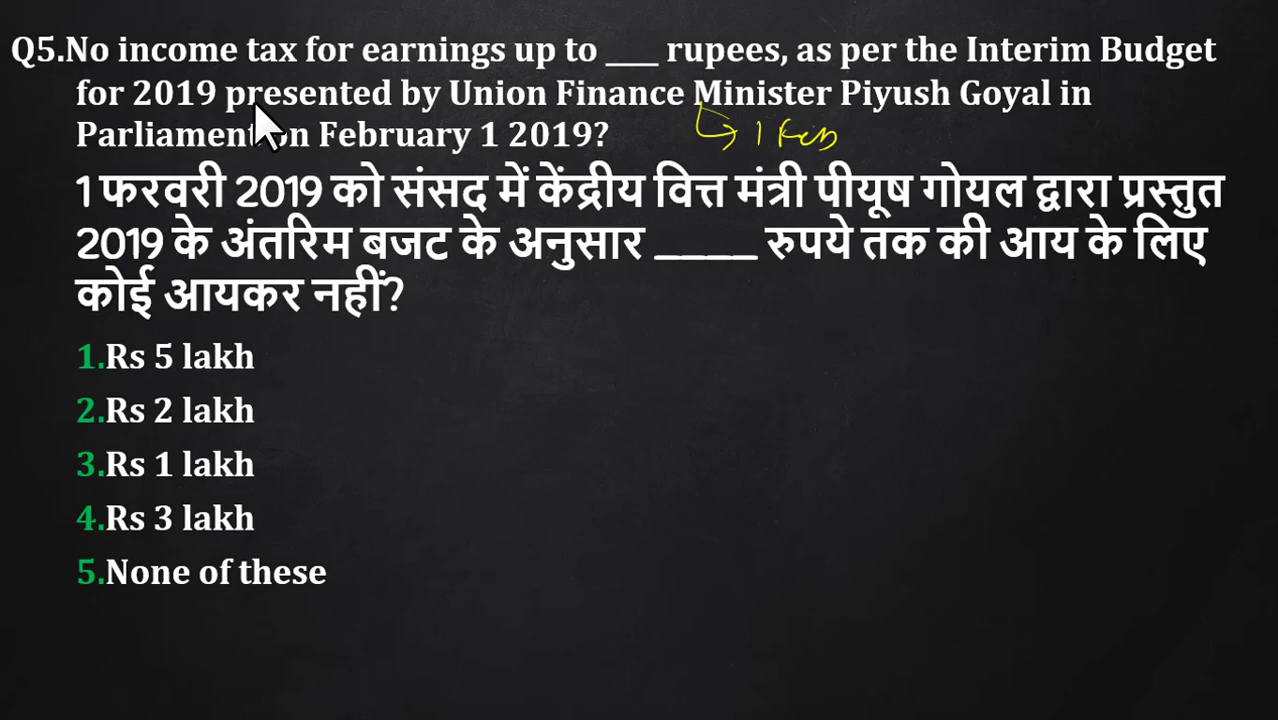 Q5.No income tax for earnings up to ___ rupees, as per the Interim Budget
for 2019 presented by Union Finance Minister Piyush Goyal in
Parliament on February 1 2019?
1 Feb
1 फरवरी 2019 को संसद में केंद्रीय वित्त मंत्री पीयूष गोयल द्वारा प्रस्तुत
2019 के अंतरिम बजट के अनुसार ____ रुपये तक की आय के लिए
कोई आयकर नहीं?
1.Rs 5 lakh
2.Rs 2 lakh
3.Rs 1 lakh
4.Rs 3 lakh
5.None of these